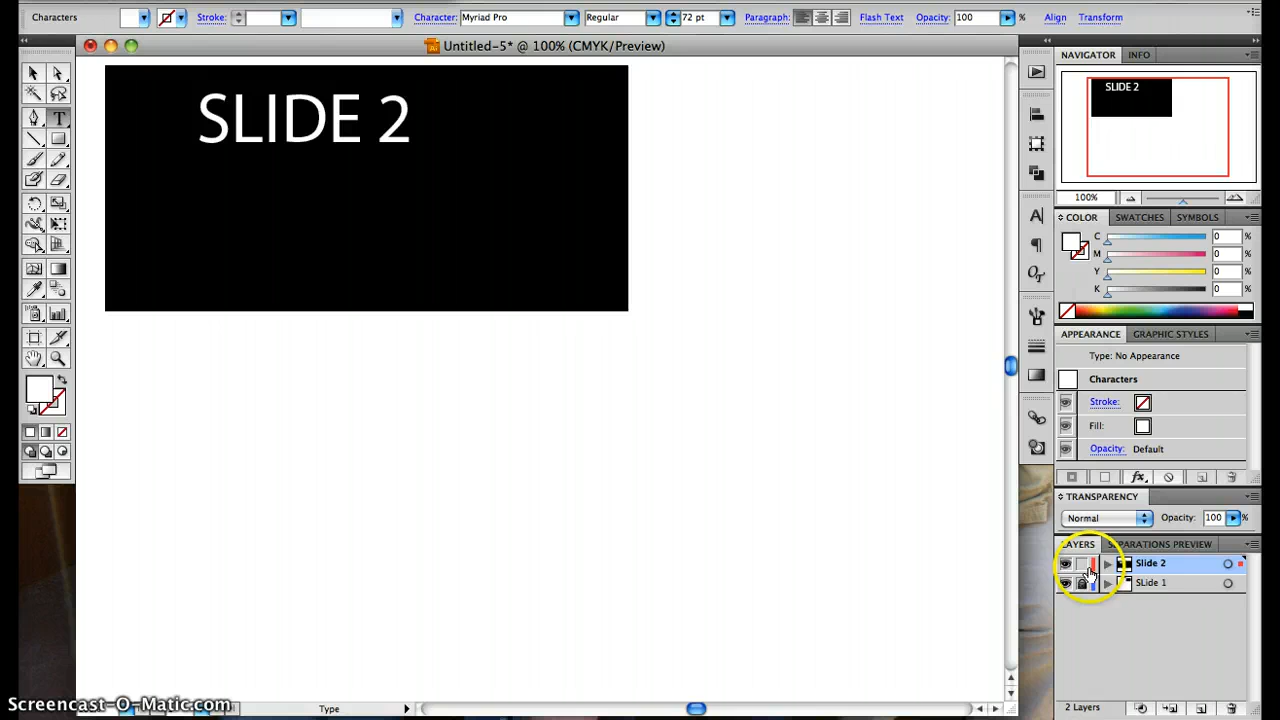 Characters Stroke: Character: Myriad Pro Regular 72 pt Paragraph: Flash Text Opacity: 100 % Align Transform
Untitled-5* @ 100% (CMYK/Preview)
SLIDE 2
NAVIGATOR INFO
SLIDE 2
100%
COLOR SWATCHES SYMBOLS
C 0 %
M 0 %
Y 0 %
K 0 %
APPEARANCE GRAPHIC STYLES
Type: No Appearance
Characters
Stroke:
Fill:
Opacity: Default
fx
TRANSPARENCY
Normal Opacity: 100 %
LAYERS SEPARATIONS PREVIEW
Slide 2
SLide 1
2 Layers
Type
Screencast-O-Matic.com